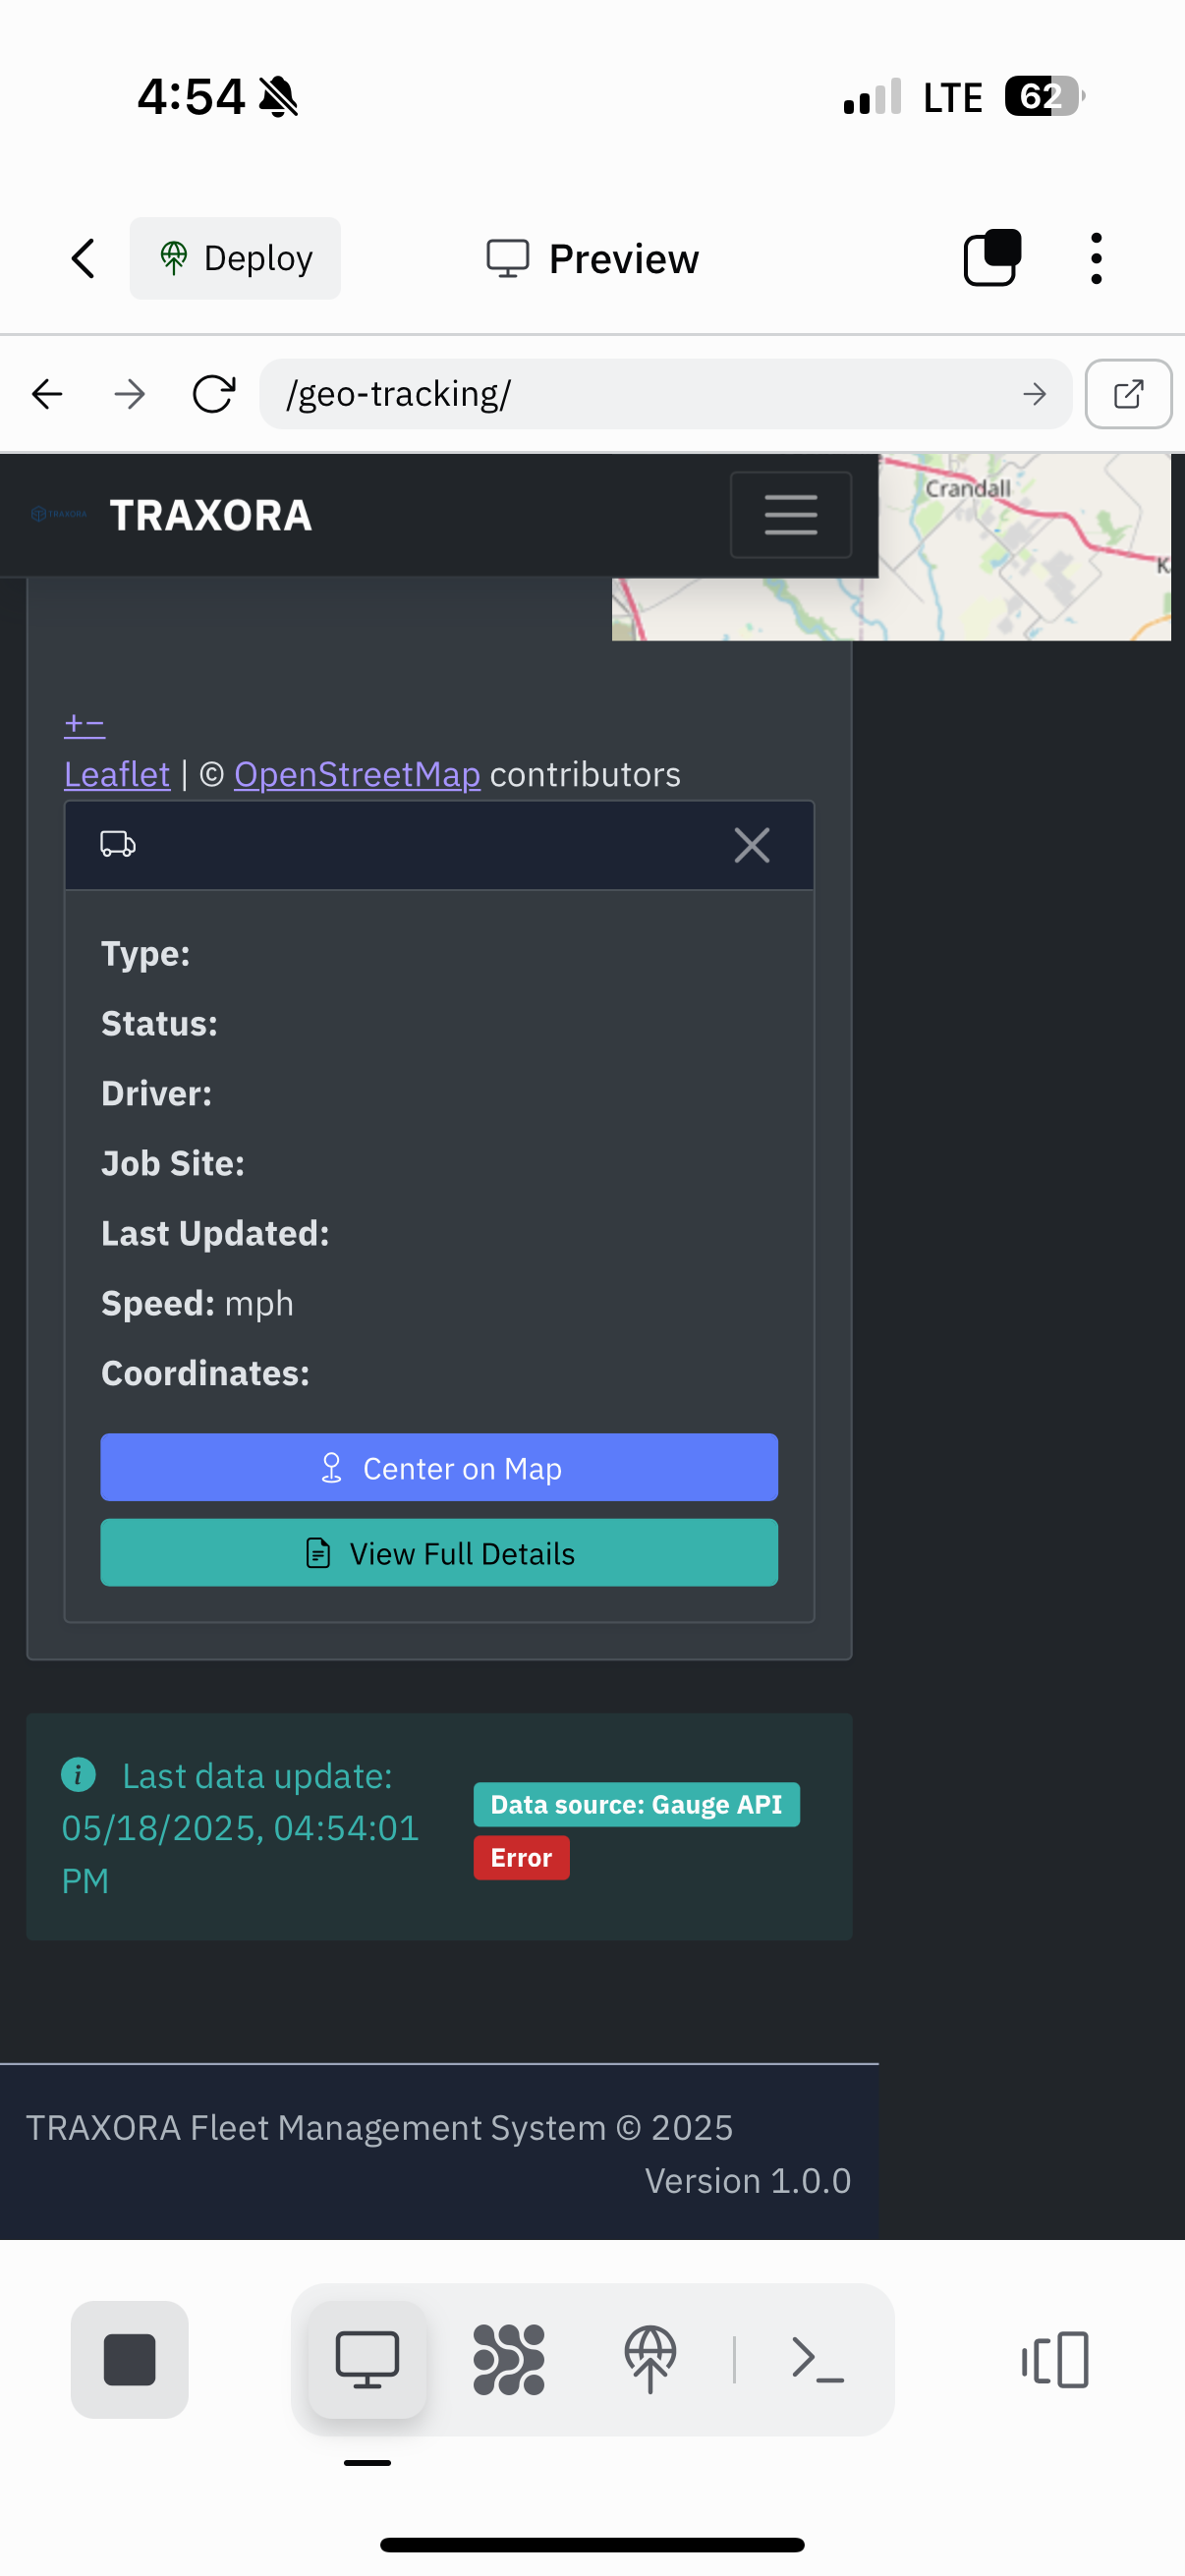 4:54 LTE 62
Deploy Preview
/geo-tracking/
TRAXORA TRAXORA
Crandall
K
+−
Leaflet | © OpenStreetMap contributors
Type:
Status:
Driver:
Job Site:
Last Updated:
Speed: mph
Coordinates:
Center on Map
View Full Details
Last data update:
05/18/2025, 04:54:01
PM
Data source: Gauge API
Error
TRAXORA Fleet Management System © 2025
Version 1.0.0